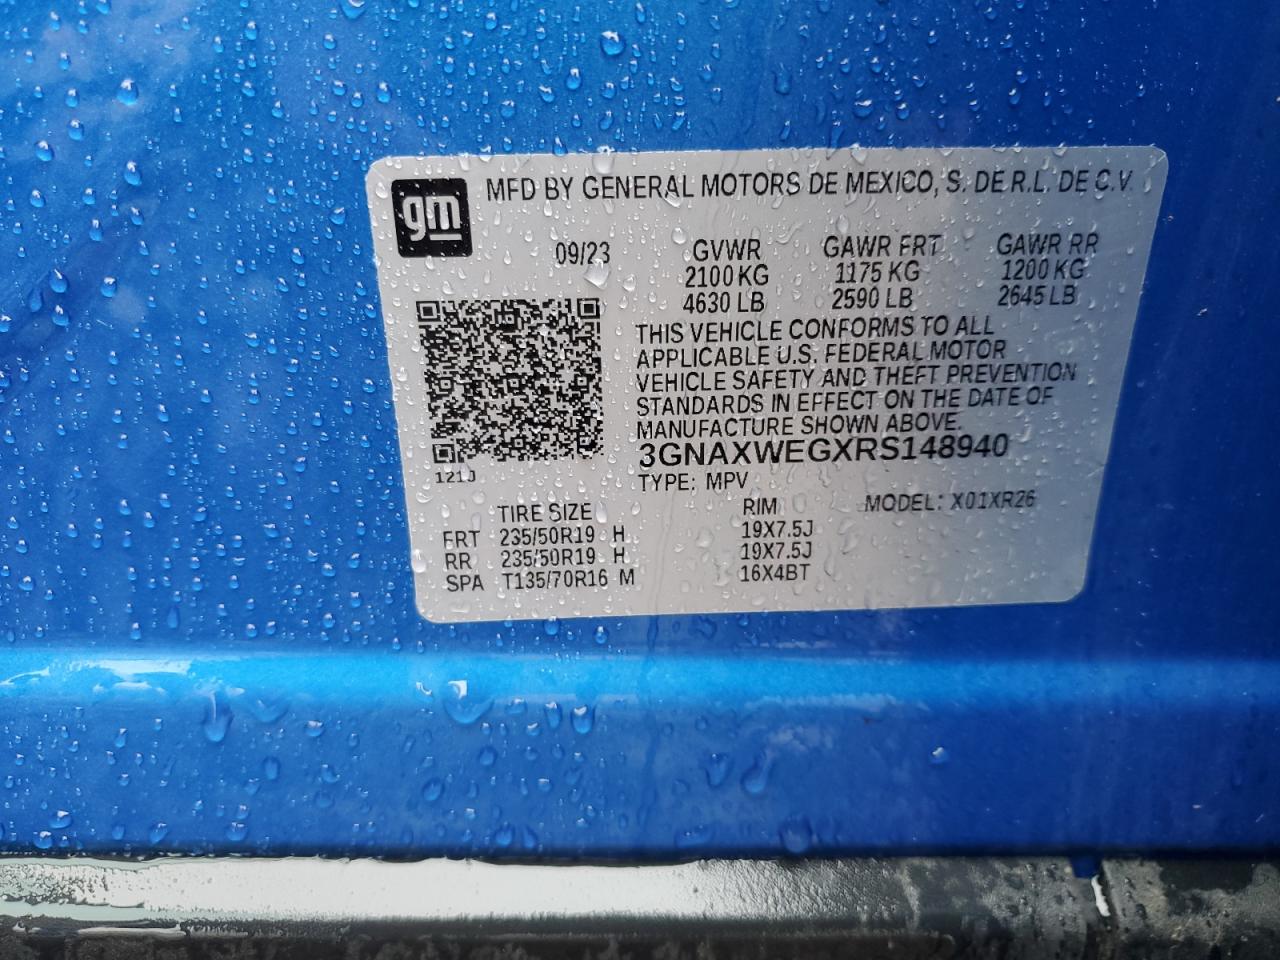 gm
MFD BY GENERAL MOTORS DE MEXICO, S. DE R.L. DE C.V.
09/23 GVWR GAWR FRT GAWR RR
2100 KG 1175 KG 1200 KG
4630 LB 2590 LB 2645 LB
THIS VEHICLE CONFORMS TO ALL
APPLICABLE U.S. FEDERAL MOTOR
VEHICLE SAFETY AND THEFT PREVENTION
STANDARDS IN EFFECT ON THE DATE OF
MANUFACTURE SHOWN ABOVE.
3GNAXWEGXRS148940
121J
TYPE: MPV
TIRE SIZE RIM MODEL: X01XR26
FRT 235/50R19 H 19X7.5J
RR 235/50R19 H 19X7.5J
SPA T135/70R16 M 16X4BT